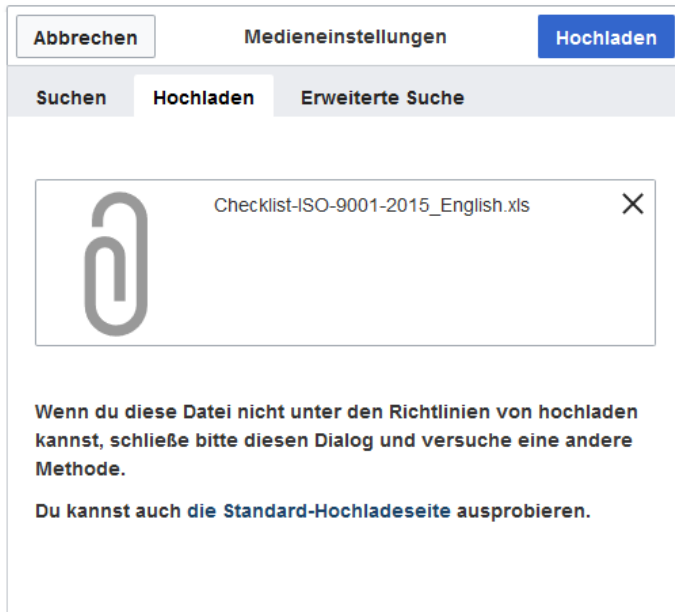 Abbrechen Medieneinstellungen Hochladen
Suchen Hochladen Erweiterte Suche
Checklist-ISO-9001-2015_English.xls
Wenn du diese Datei nicht unter den Richtlinien von hochladen
kannst, schließe bitte diesen Dialog und versuche eine andere
Methode.
Du kannst auch die Standard-Hochladeseite ausprobieren.